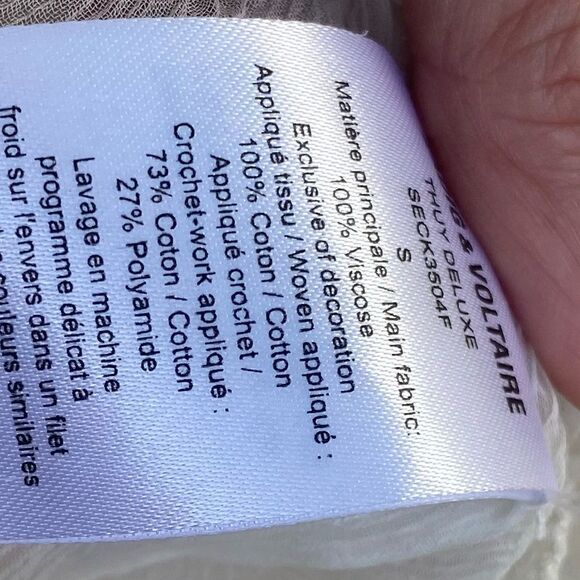 & VOLTAIRE
THUY DELUXE
SECK3504F
S
Matière principale / Main fabric:
100% Viscose
Exclusive of decoration
Appliqué tissu / Woven appliqué :
100% Coton / Cotton
Appliqué crochet /
Crochet-work appliqué :
73% Coton / Cotton
27% Polyamide
Lavage en machine
programme délicat à
froid sur l'envers dans un filet
couleurs similaires